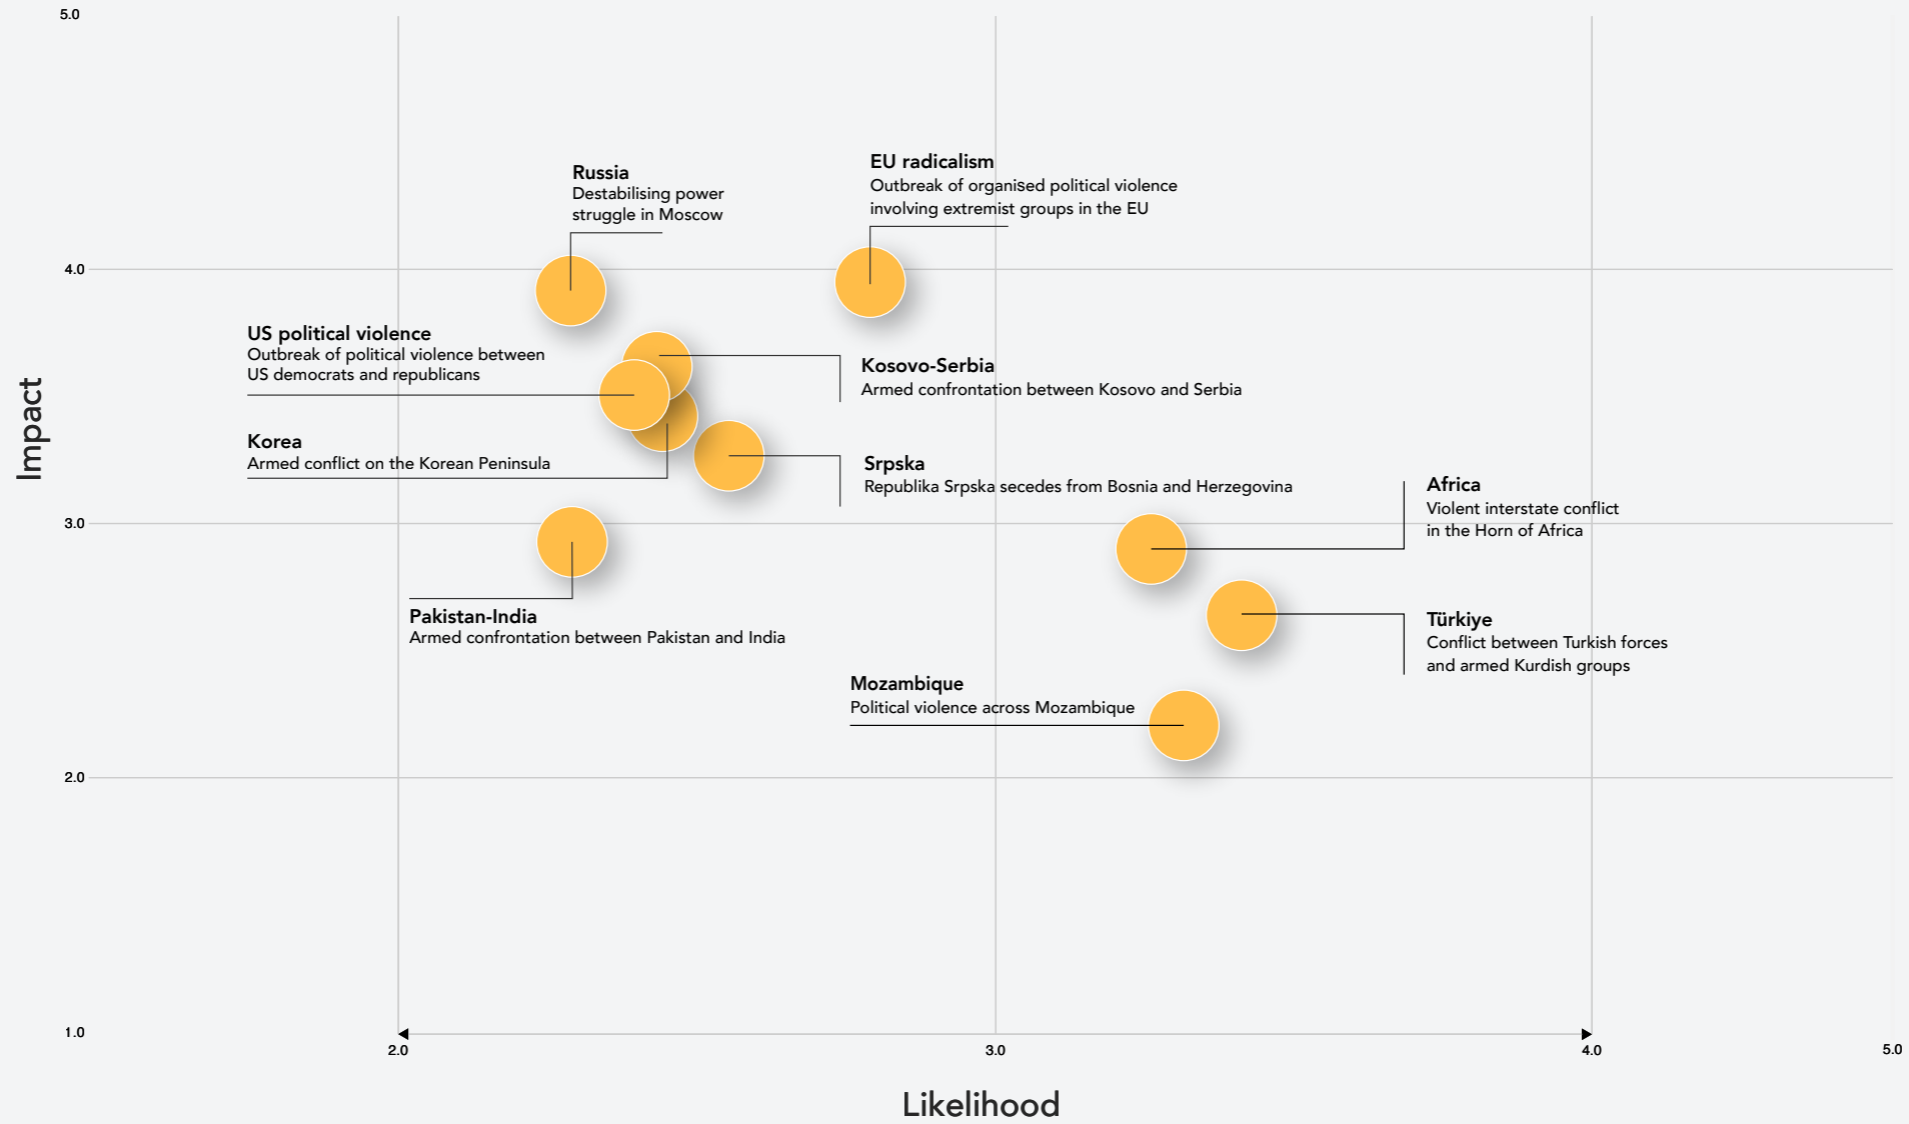 5.0
Russia
Destabilising power
struggle in Moscow
EU radicalism
Outbreak of organised political violence
involving extremist groups in the EU
4.0
US political violence
Outbreak of political violence between
US democrats and republicans
Kosovo-Serbia
Armed confrontation between Kosovo and Serbia
Impact
Korea
Armed conflict on the Korean Peninsula
Srpska
Republika Srpska secedes from Bosnia and Herzegovina
Africa
Violent interstate conflict
in the Horn of Africa
3.0
Pakistan-India
Armed confrontation between Pakistan and India
Türkiye
Conflict between Turkish forces
and armed Kurdish groups
Mozambique
Political violence across Mozambique
2.0
1.0
2.0
3.0
4.0
5.0
Likelihood